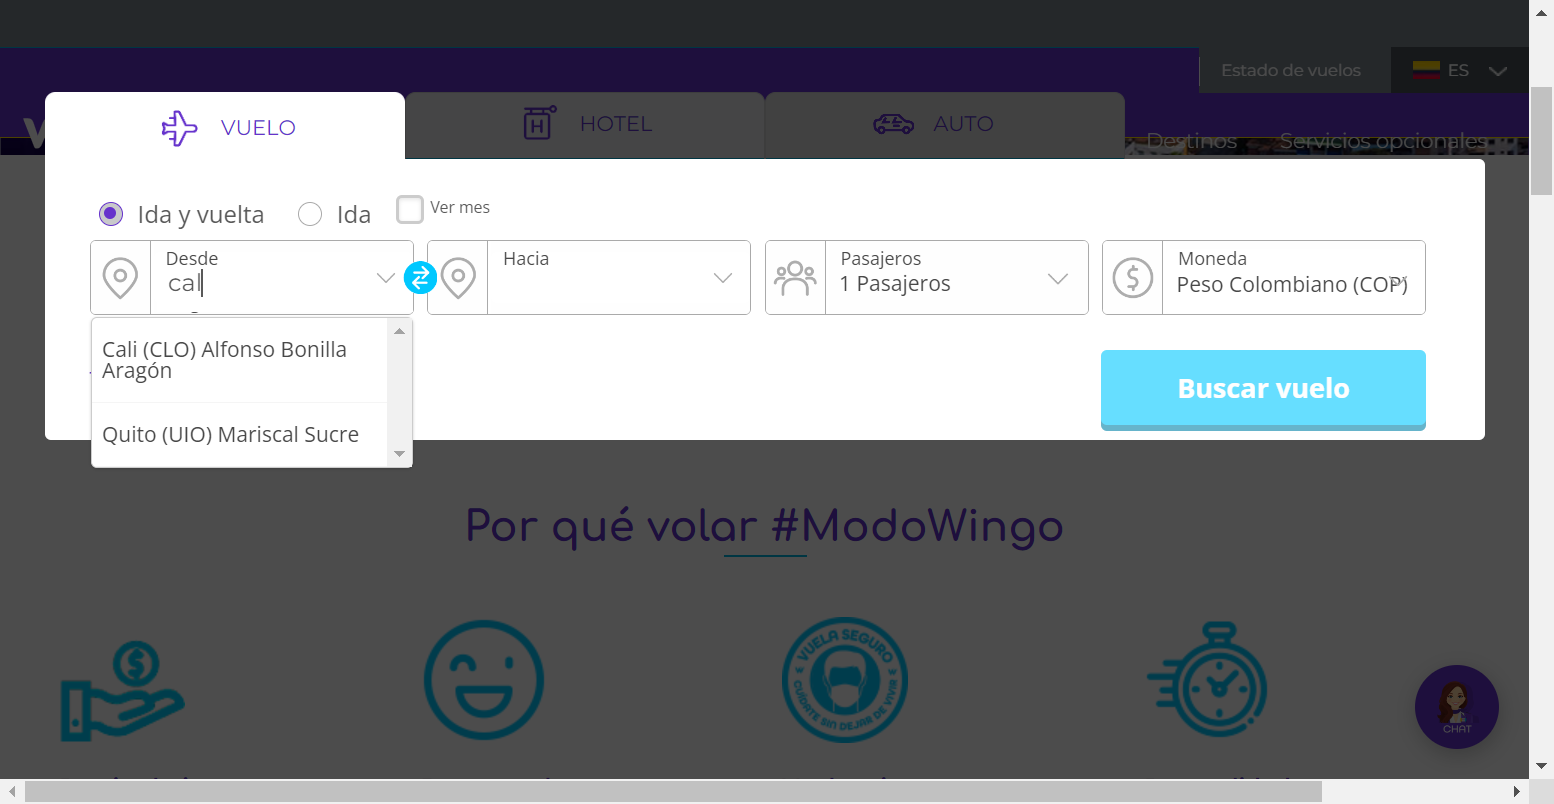 Estado de vuelos
ES
VUELO
HOTEL
AUTO
Destinos
Servicios opcionales
Ida y vuelta
Ida
Ver mes
Desde
cal
Hacia
Pasajeros
1 Pasajeros
Moneda
Peso Colombiano (COP)
Cali (CLO) Alfonso Bonilla
Aragón
Quito (UIO) Mariscal Sucre
Buscar vuelo
Por qué volar #ModoWingo
VUELA SEGURO
CUÍDATE SIN DEJAR DE VIVIR
CHAT